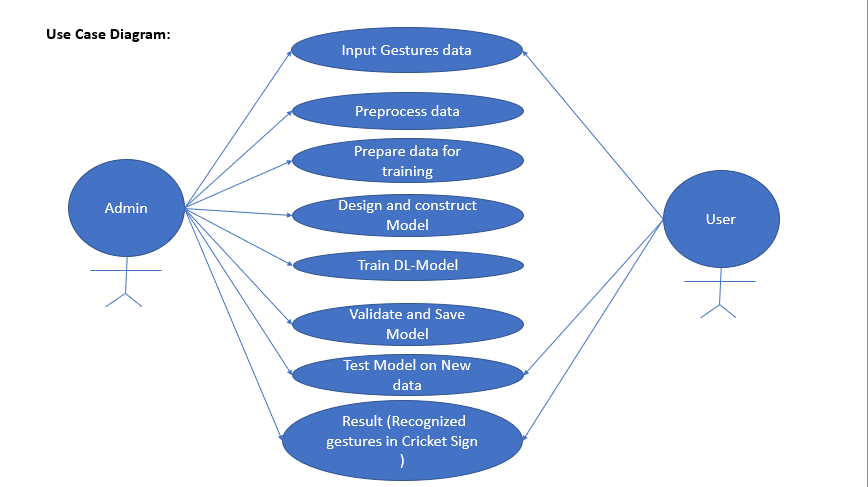 Use Case Diagram:
Input Gestures data
Preprocess data
Prepare data for
training
Admin
Design and construct
Model
User
Train DL-Model
Validate and Save
Model
Test Model on New
data
Result (Recognized
gestures in Cricket Sign
)